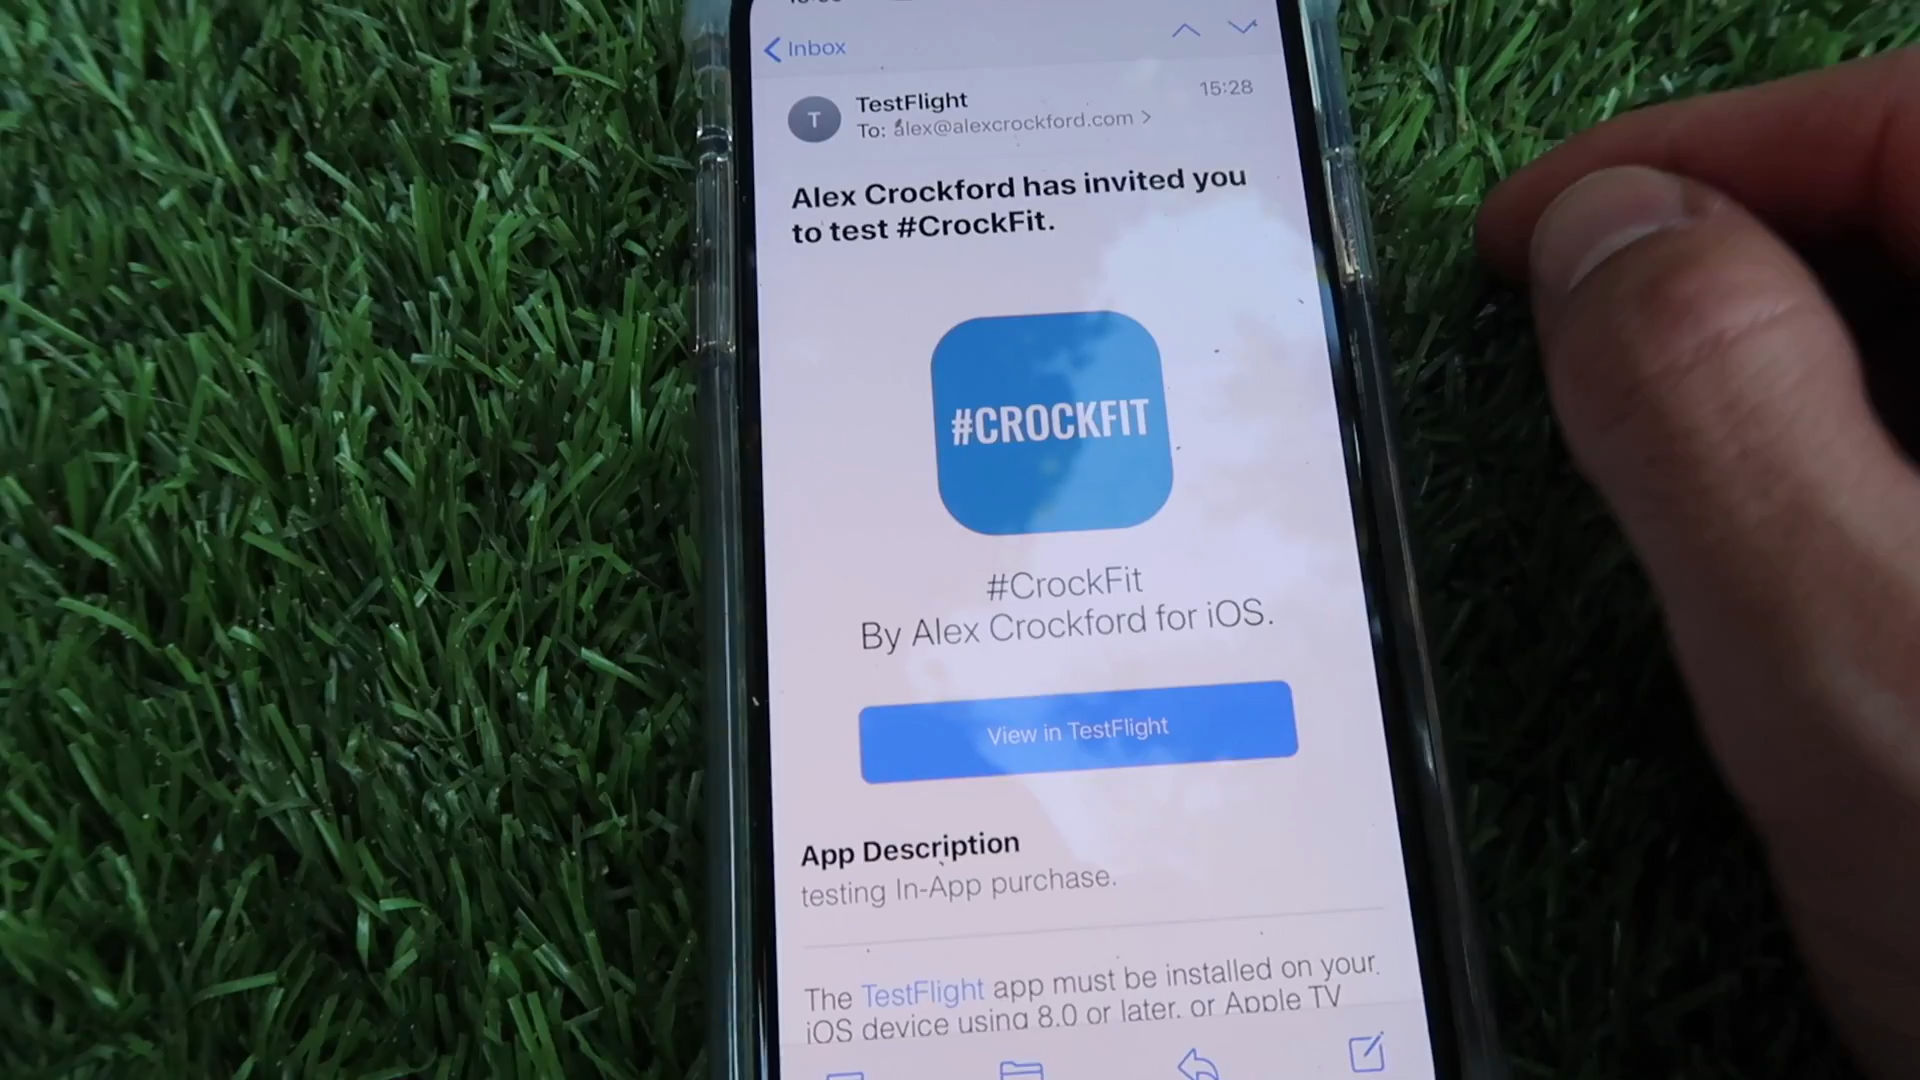 Inbox
TestFlight
15:28
T
To: alex@alexcrockford.com >
Alex Crockford has invited you
to test #CrockFit.
#CROCKFIT
#CrockFit
By Alex Crockford for iOS.
View in TestFlight
App Description
testing In-App purchase.
The TestFlight app must be installed on your
iOS device using 8.0 or later, or Apple TV